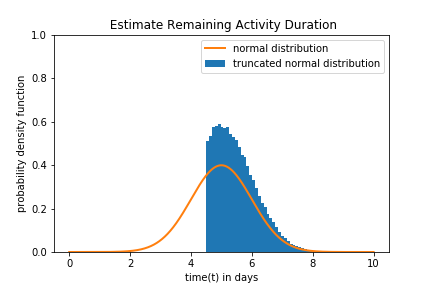 Estimate Remaining Activity Duration
normal distribution
truncated normal distribution
probability density function
1.0
0.8
0.6
0.4
0.2
0.0
0 2 4 6 8 10
time(t) in days